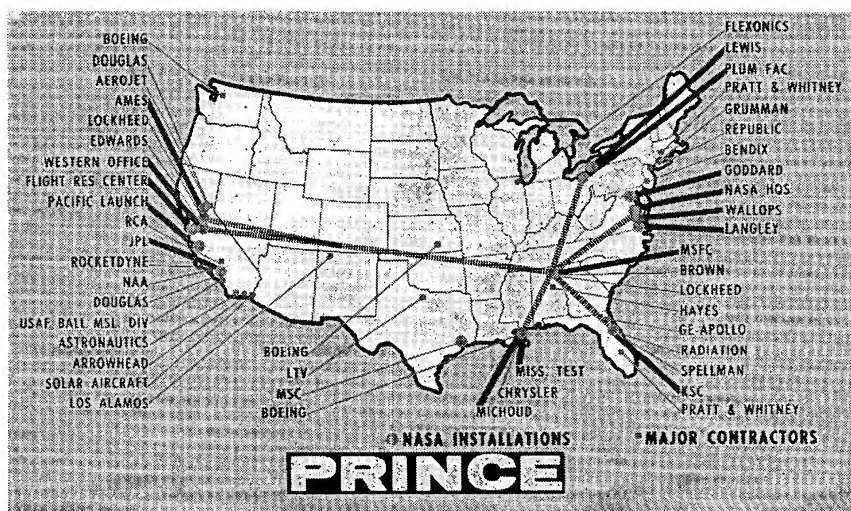 BOEING
DOUGLAS
AEROJET
AMES
LOCKHEED
EDWARDS
WESTERN OFFICE
FLIGHT RES CENTER
PACIFIC LAUNCH
RCA
JPL
ROCKETDYNE
NAA
DOUGLAS
USAF BALL MSL DIV
ASTRONAUTICS
ARROWHEAD
SOLAR AIRCRAFT
LOS ALAMOS
BOEING
LTV
MSC
BOEING
MISS. TEST
CHRYSLER
MICHOUD
FLEXONICS
LEWIS
PLUM FAC
PRATT & WHITNEY
GRUMMAN
REPUBLIC
BENDIX
GODDARD
NASA HQS
WALLOPS
LANGLEY
MSFC
BROWN
LOCKHEED
HAYES
GE-APOLLO
RADIATION
SPELLMAN
KSC
PRATT & WHITNEY
NASA INSTALLATIONS
MAJOR CONTRACTORS
PRINCE